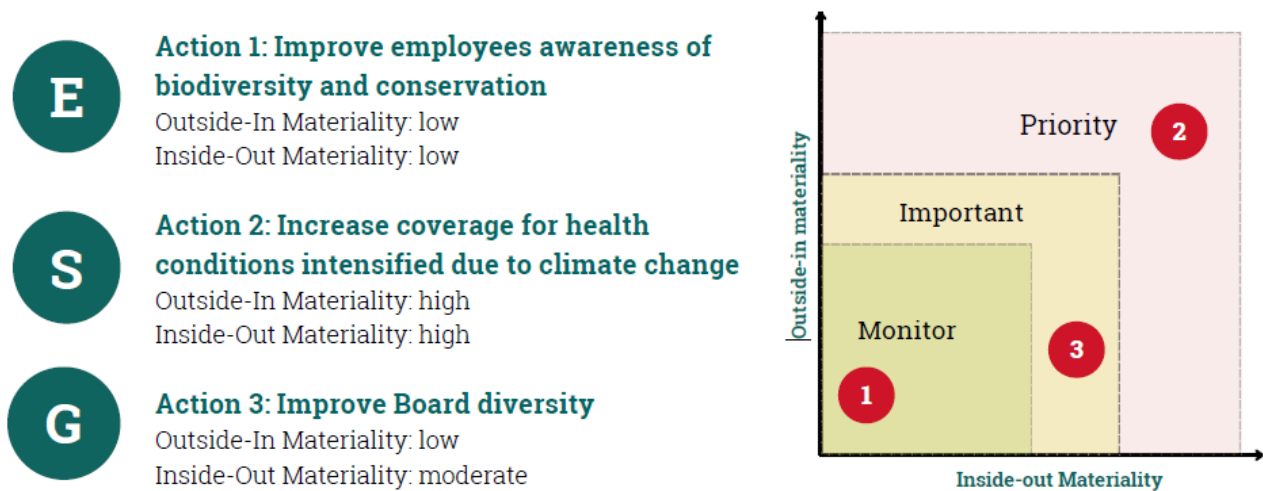 E
Action 1: Improve employees awareness of
biodiversity and conservation
Outside-In Materiality: low
Inside-Out Materiality: low
S
Action 2: Increase coverage for health
conditions intensified due to climate change
Outside-In Materiality: high
Inside-Out Materiality: high
G
Action 3: Improve Board diversity
Outside-In Materiality: low
Inside-Out Materiality: moderate
Outside-in materiality
Priority
2
Important
Monitor
3
1
Inside-out Materiality